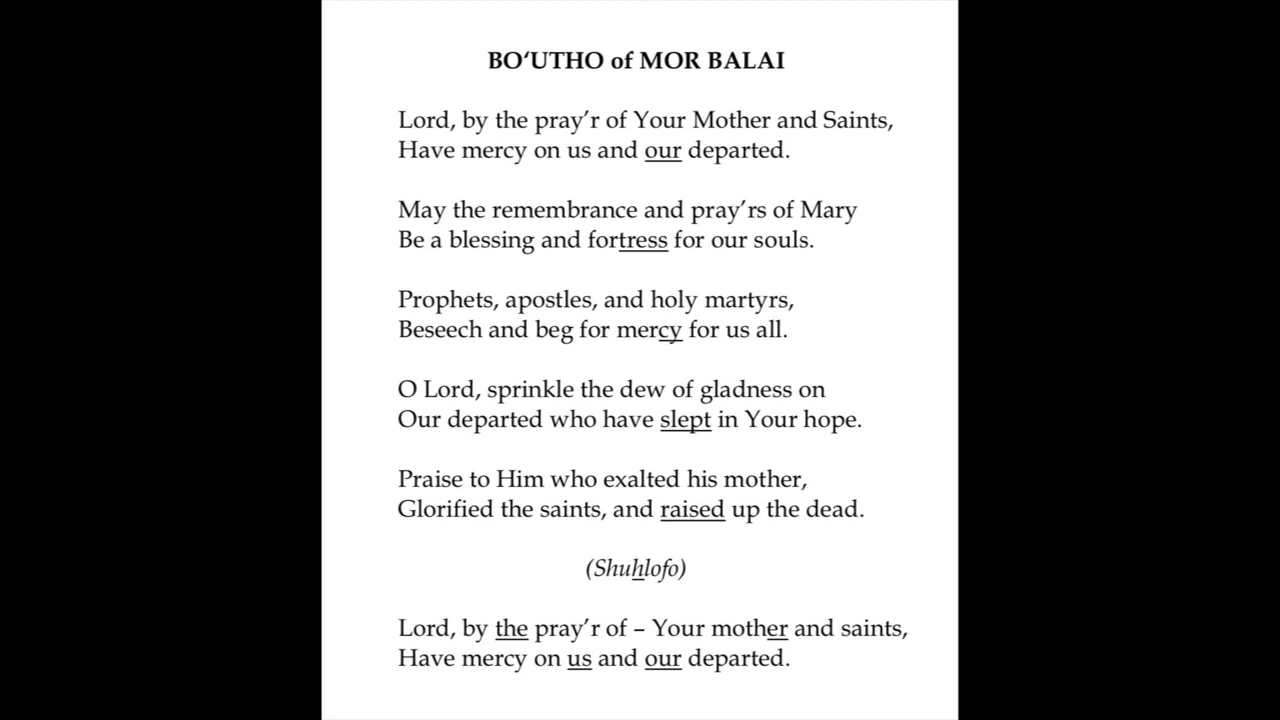 BO‘UTHO of MOR BALAI
Lord, by the pray’r of Your Mother and Saints,
Have mercy on us and our departed.
May the remembrance and pray’rs of Mary
Be a blessing and fortress for our souls.
Prophets, apostles, and holy martyrs,
Beseech and beg for mercy for us all.
O Lord, sprinkle the dew of gladness on
Our departed who have slept in Your hope.
Praise to Him who exalted his mother,
Glorified the saints, and raised up the dead.
(Shuhlofo)
Lord, by the pray’r of – Your mother and saints,
Have mercy on us and our departed.